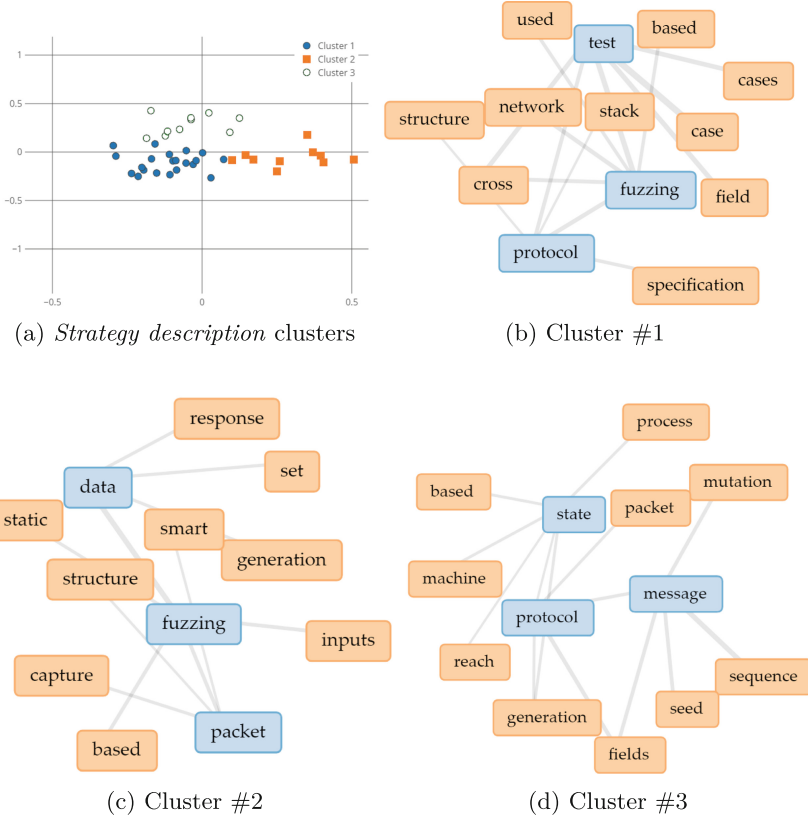 Cluster 1
Cluster 2
Cluster 3
1
0.5
0
−0.5
−1
−0.5
0
0.5
(a) Strategy description clusters
used
test
based
cases
network
stack
structure
case
cross
fuzzing
field
protocol
specification
(b) Cluster #1
response
data
set
static
smart
generation
structure
fuzzing
inputs
capture
packet
based
(c) Cluster #2
process
based
mutation
state
packet
machine
message
protocol
reach
sequence
generation
seed
fields
(d) Cluster #3